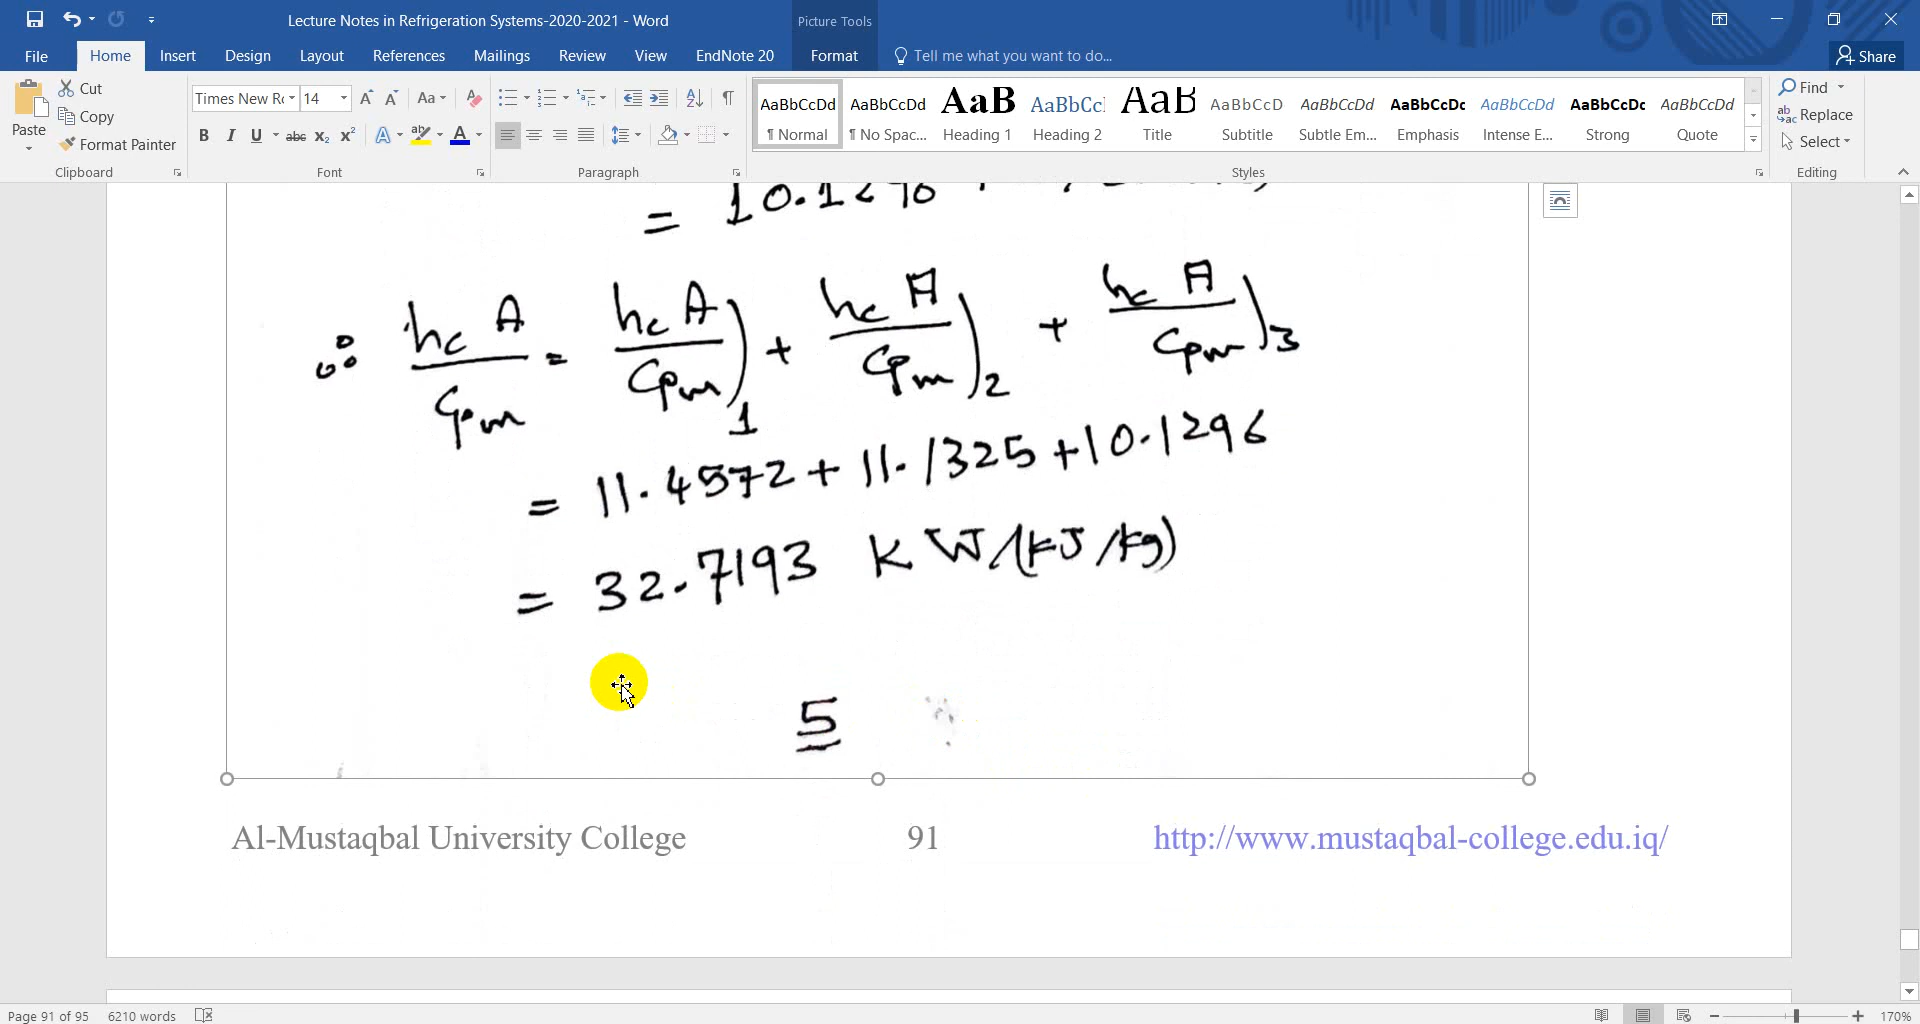 Lecture Notes in Refrigeration Systems-2020-2021 - Word
Picture Tools
File Home Insert Design Layout References Mailings Review View EndNote 20 Format Tell me what you want to do... Share
Paste
Cut
Copy
Format Painter
Times New Ro 14
AaBbCcDd AaBbCcDd AaB AaBbCc AaB AaBbCcD AaBbCcDd AaBbCcDc AaBbCcDd AaBbCcDc AaBbCcDd
¶ Normal ¶ No Spac... Heading 1 Heading 2 Title Subtitle Subtle Em... Emphasis Intense E... Strong Quote
Find
Replace
Select
Clipboard Font Paragraph Styles Editing
= 10.1296
∴ hc A / Cpm = hc A / Cpm)1 + hc A / Cpm)2 + hc A / Cpm)3
= 11.4572 + 11.1325 + 10.1296
= 32.7193 KW/(kJ/kg)
5
Al-Mustaqbal University College 91 http://www.mustaqbal-college.edu.iq/
Page 91 of 95 6210 words 170%